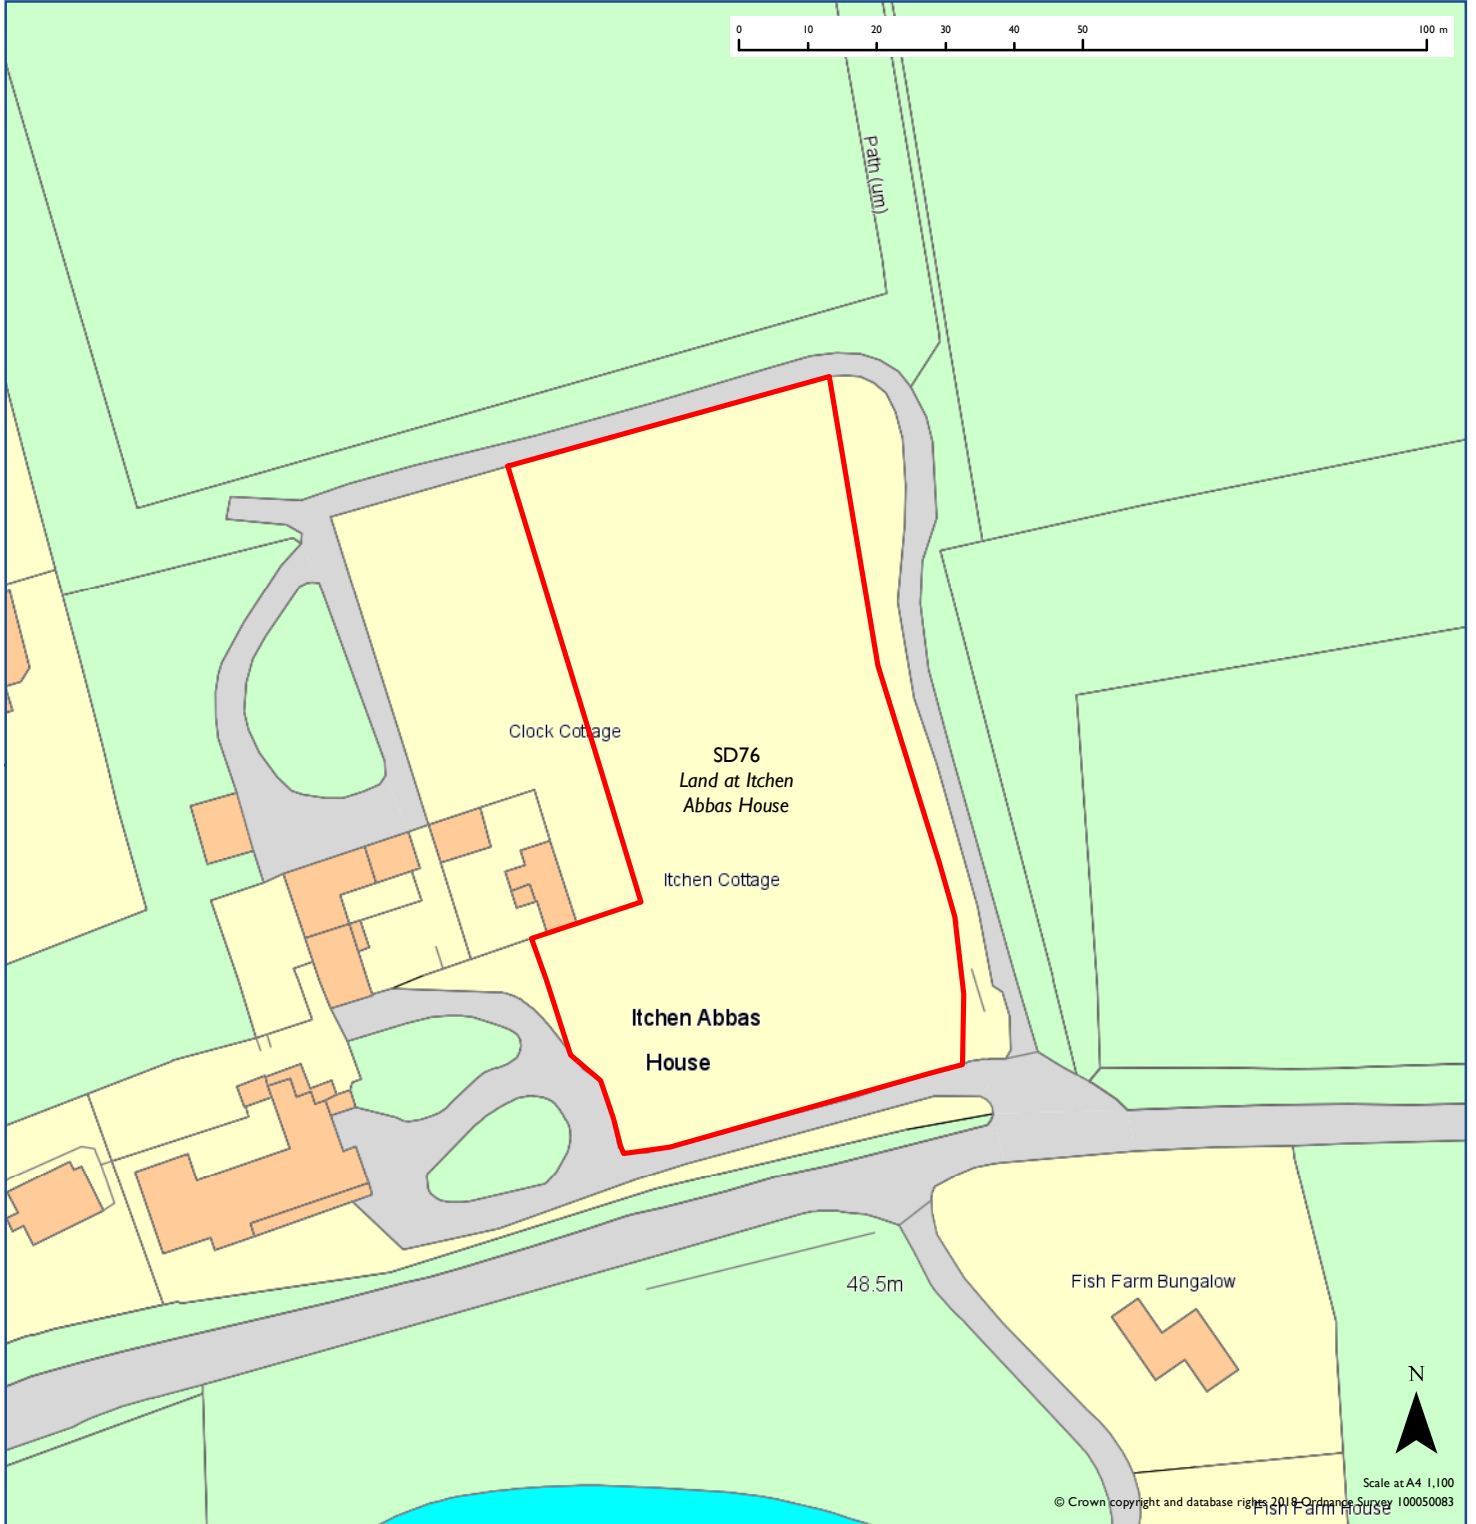 0 10 20 30 40 50 100 m
Path (um)
Clock Cottage
SD76
Land at Itchen
Abbas House
Itchen Cottage
Itchen Abbas
House
48.5m
Fish Farm Bungalow
N
Scale at A4 1,100
© Crown copyright and database rights 2018 Ordnance Survey 100050083
Fish Farm House